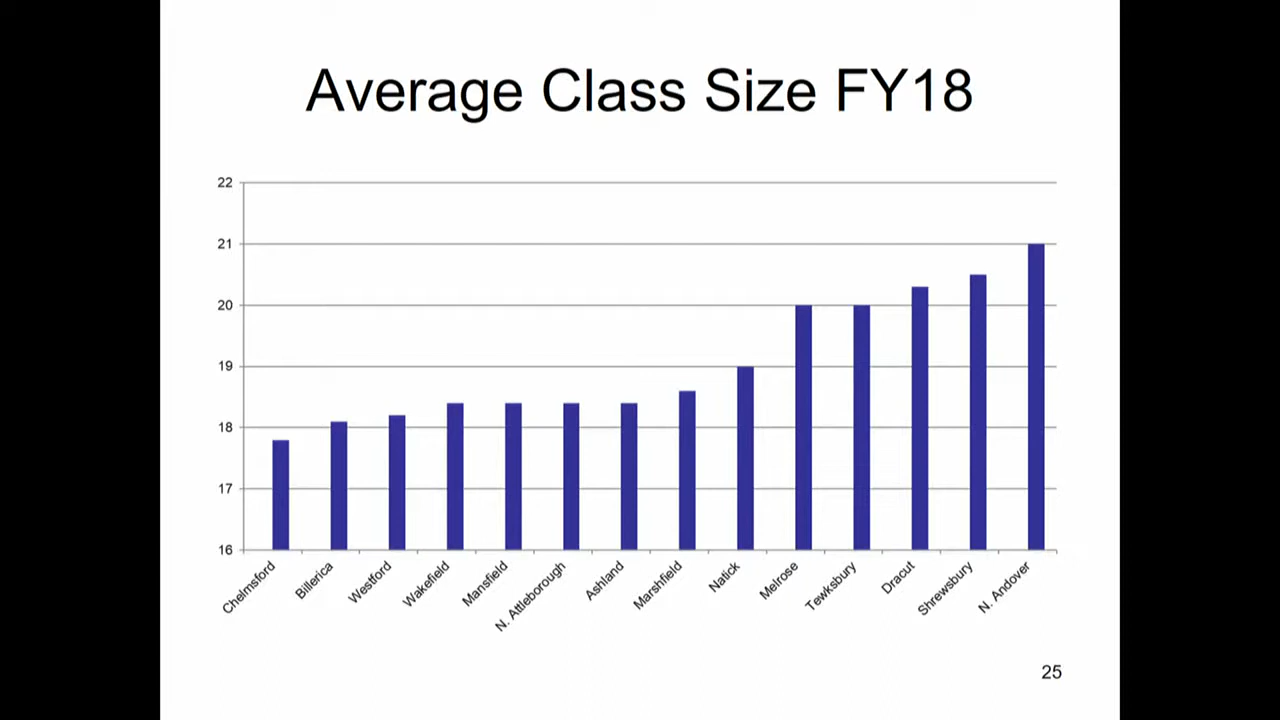 Average Class Size FY18
22
21
20
19
18
17
16
Chelmsford
Billerica
Westford
Wakefield
Mansfield
N. Attleborough
Ashland
Marshfield
Natick
Melrose
Tewksbury
Dracut
Shrewsbury
N. Andover
25